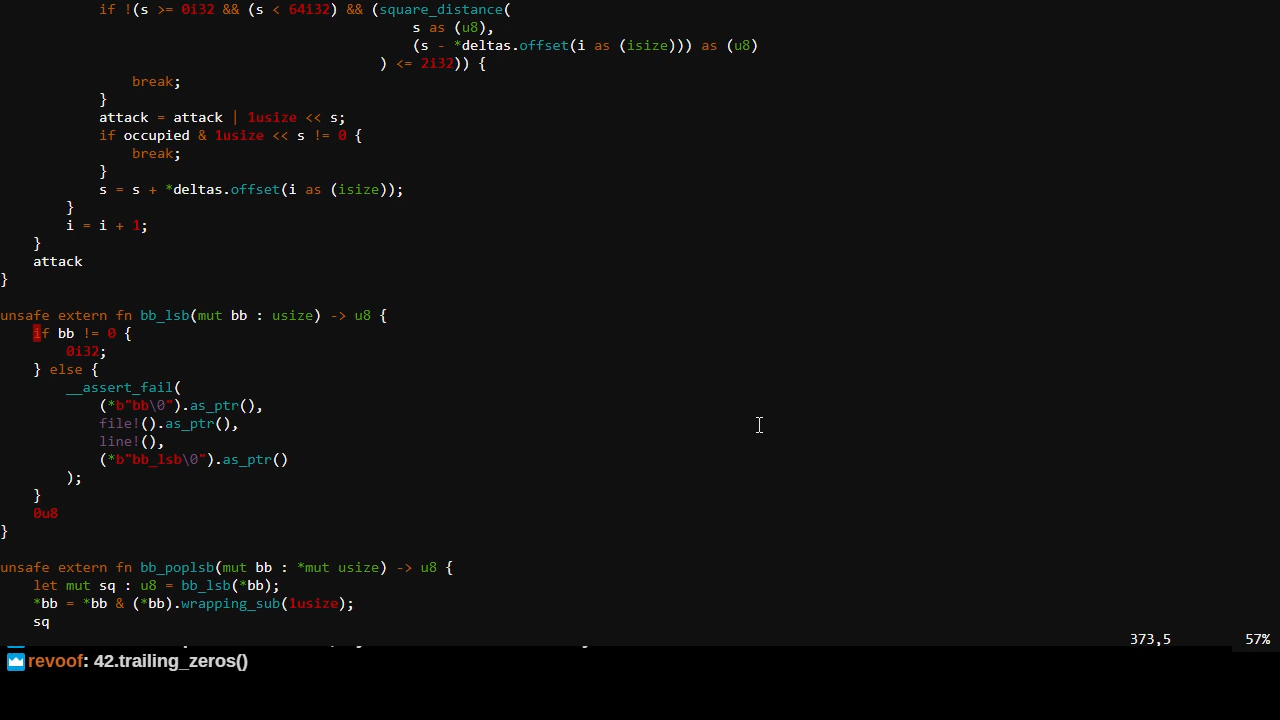 if !(s >= 0i32 && (s < 64i32) && (square_distance(
                                                  s as (u8),
                                                  (s - *deltas.offset(i as (isize))) as (u8)
                                              ) <= 2i32)) {
                break;
            }
            attack = attack | 1usize << s;
            if occupied & 1usize << s != 0 {
                break;
            }
            s = s + *deltas.offset(i as (isize));
        }
        i = i + 1;
    }
    attack
}

unsafe extern fn bb_lsb(mut bb : usize) -> u8 {
    if bb != 0 {
        0i32;
    } else {
        __assert_fail(
            (*b"bb\0").as_ptr(),
            file!().as_ptr(),
            line!(),
            (*b"bb_lsb\0").as_ptr()
        );
    }
    0u8
}

unsafe extern fn bb_poplsb(mut bb : *mut usize) -> u8 {
    let mut sq : u8 = bb_lsb(*bb);
    *bb = *bb & (*bb).wrapping_sub(1usize);
    sq
373,5 57%
revoof: 42.trailing_zeros()